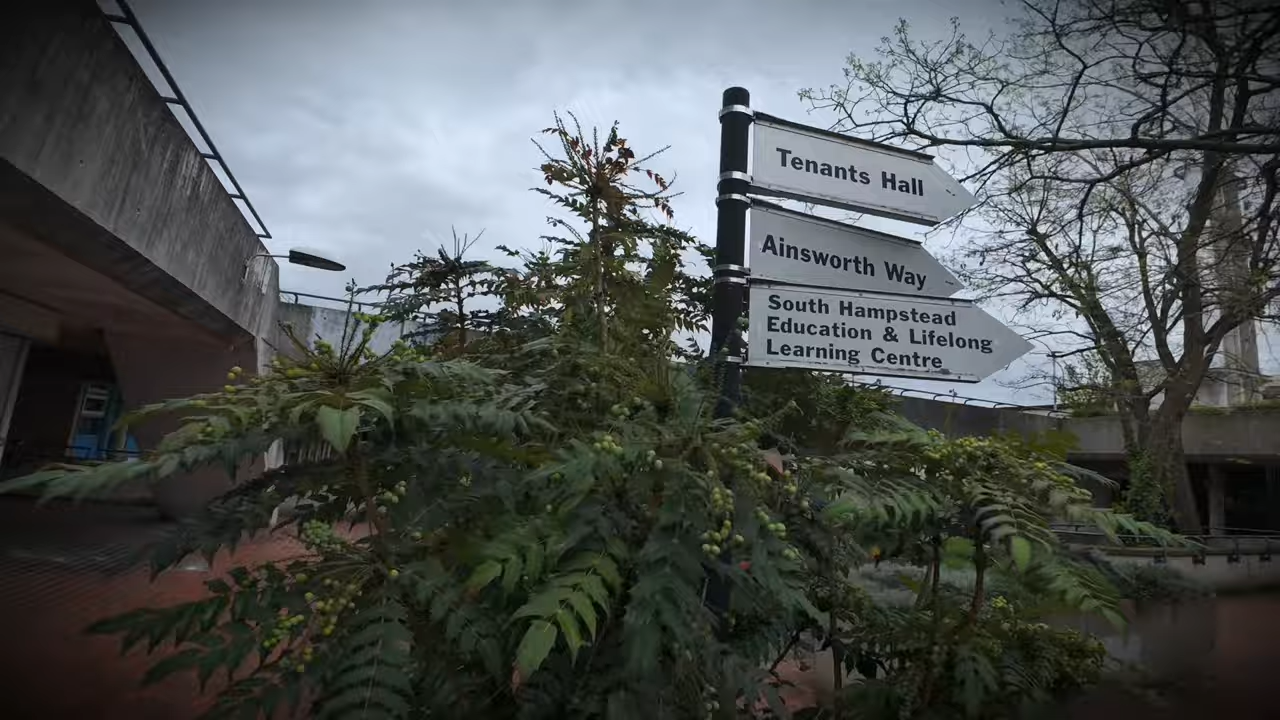 Tenants Hall
Ainsworth Way
South Hampstead
Education & Lifelong
Learning Centre